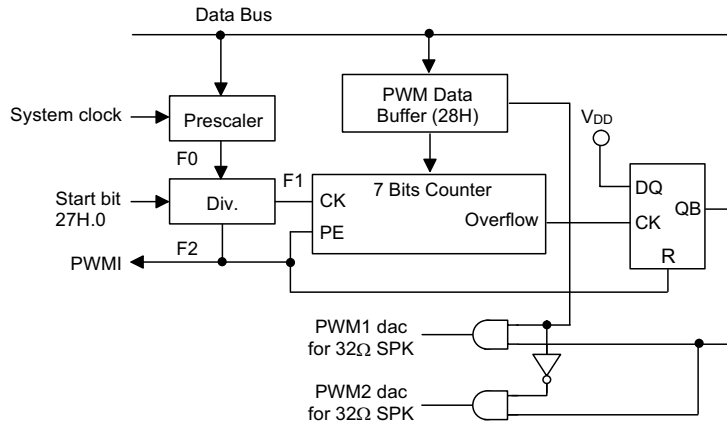 Data Bus
System clock
Prescaler
PWM Data
Buffer (28H)
VDD
F0
Start bit
27H.0
Div.
F1
7 Bits Counter
CK
Overflow
PE
DQ
QB
CK
R
F2
PWMI
PWM1 dac
for 32Ω SPK
PWM2 dac
for 32Ω SPK